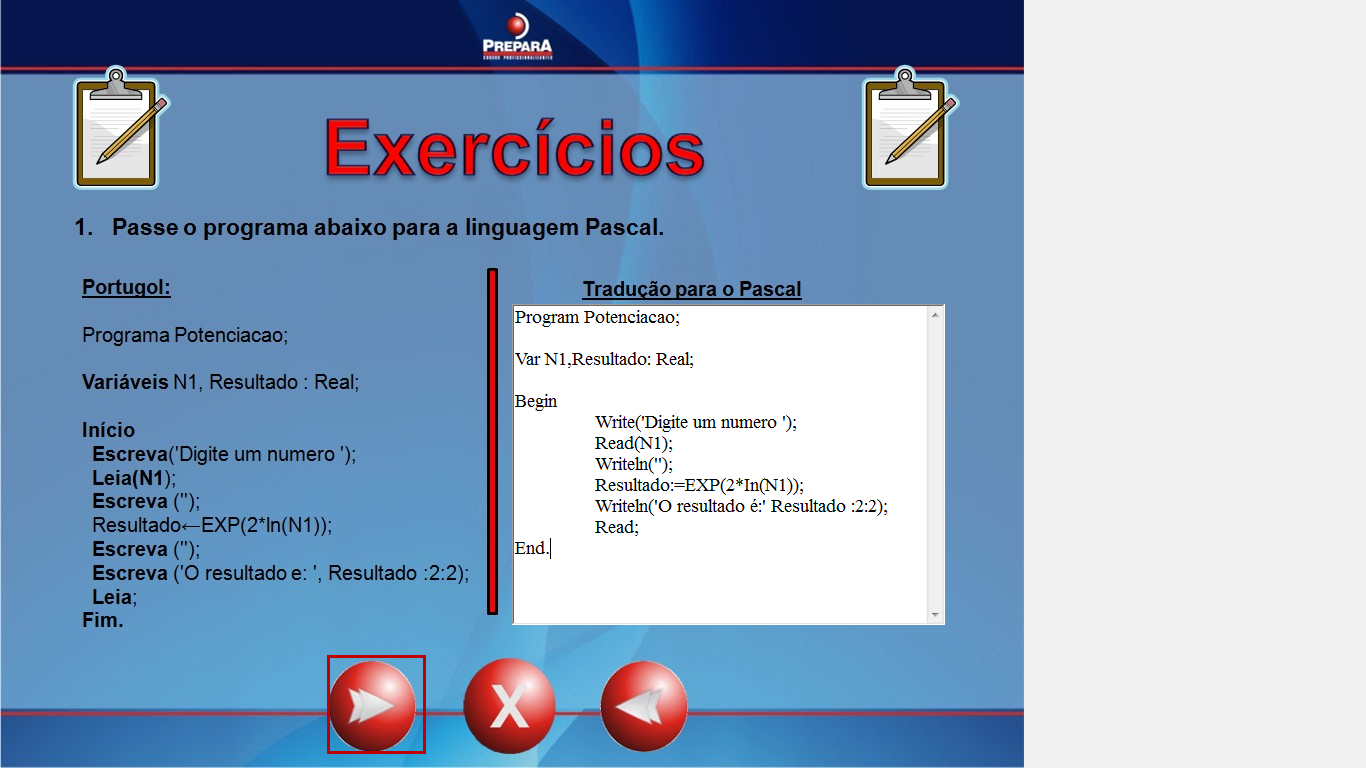 PREPARA
CURSOS PROFISSIONALIZANTES
Exercícios
1. Passe o programa abaixo para a linguagem Pascal.
Portugol:
Programa Potenciacao;
Variáveis N1, Resultado : Real;
Início
Escreva('Digite um numero ');
Leia(N1);
Escreva ('');
Resultado←EXP(2*ln(N1));
Escreva ('');
Escreva ('O resultado e: ', Resultado :2:2);
Leia;
Fim.
Tradução para o Pascal
Program Potenciacao;
Var N1,Resultado: Real;
Begin
Write('Digite um numero ');
Read(N1);
Writeln('');
Resultado:=EXP(2*In(N1));
Writeln('O resultado é:' Resultado :2:2);
Read;
End.
X